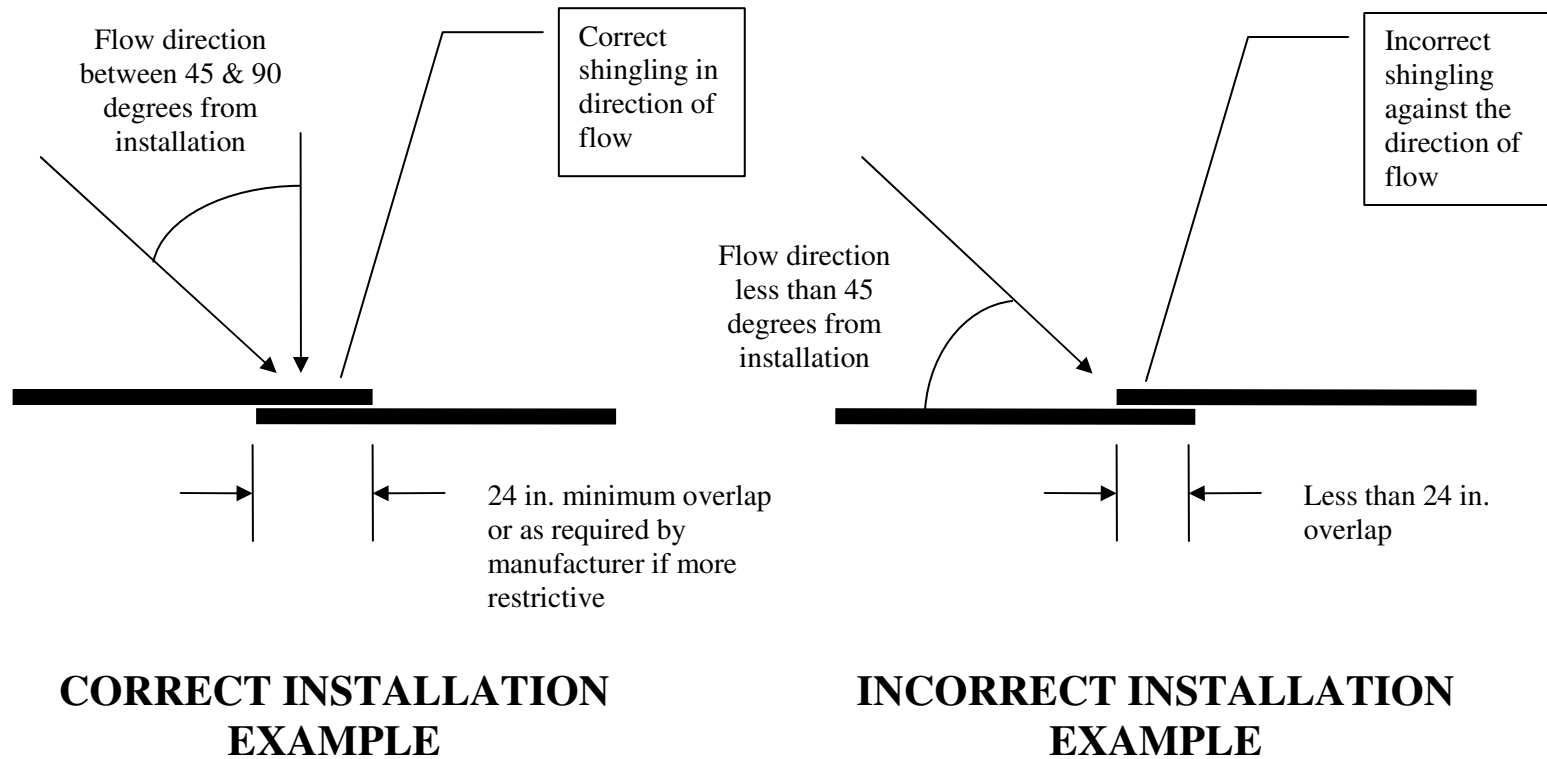 Flow direction
between 45 & 90
degrees from
installation
Correct
shingling in
direction of
flow
24 in. minimum overlap
or as required by
manufacturer if more
restrictive
CORRECT INSTALLATION
EXAMPLE
Incorrect
shingling
against the
direction of
flow
Flow direction
less than 45
degrees from
installation
Less than 24 in.
overlap
INCORRECT INSTALLATION
EXAMPLE